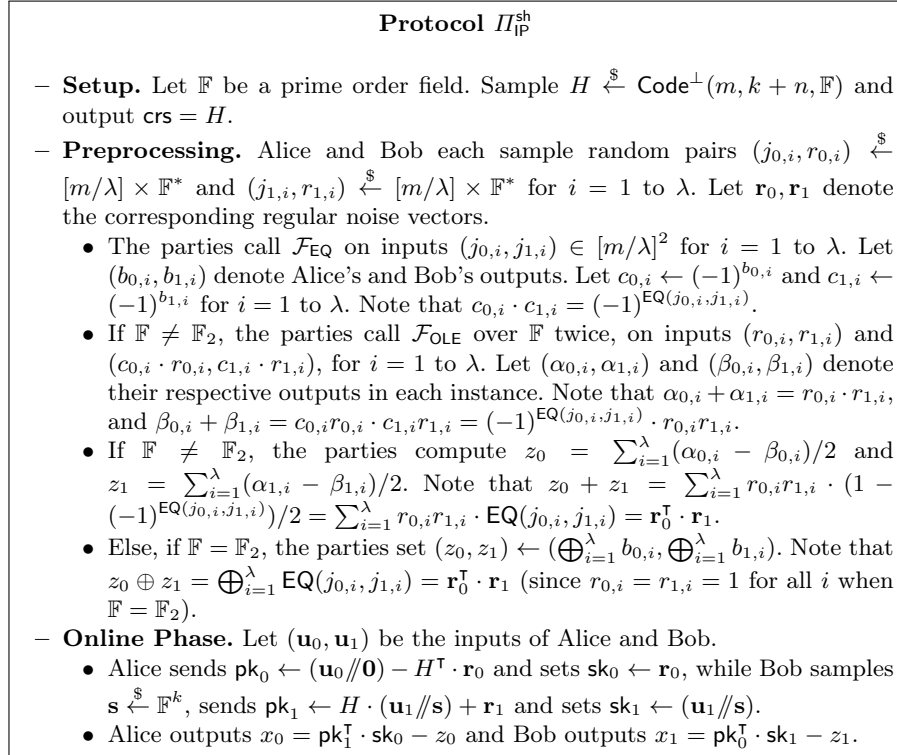 Protocol Π^sh_IP
– Setup. Let 𝔽 be a prime order field. Sample H ←$ Code^⊥(m, k + n, 𝔽) and
output crs = H.
– Preprocessing. Alice and Bob each sample random pairs (j_{0,i}, r_{0,i}) ←$
[m/λ] × 𝔽* and (j_{1,i}, r_{1,i}) ←$ [m/λ] × 𝔽* for i = 1 to λ. Let r_0, r_1 denote
the corresponding regular noise vectors.
• The parties call F_EQ on inputs (j_{0,i}, j_{1,i}) ∈ [m/λ]^2 for i = 1 to λ. Let
(b_{0,i}, b_{1,i}) denote Alice's and Bob's outputs. Let c_{0,i} ← (−1)^{b_{0,i}} and c_{1,i} ←
(−1)^{b_{1,i}} for i = 1 to λ. Note that c_{0,i} · c_{1,i} = (−1)^{EQ(j_{0,i},j_{1,i})}.
• If 𝔽 ≠ 𝔽_2, the parties call F_OLE over 𝔽 twice, on inputs (r_{0,i}, r_{1,i}) and
(c_{0,i} · r_{0,i}, c_{1,i} · r_{1,i}), for i = 1 to λ. Let (α_{0,i}, α_{1,i}) and (β_{0,i}, β_{1,i}) denote
their respective outputs in each instance. Note that α_{0,i} + α_{1,i} = r_{0,i} · r_{1,i},
and β_{0,i} + β_{1,i} = c_{0,i}r_{0,i} · c_{1,i}r_{1,i} = (−1)^{EQ(j_{0,i},j_{1,i})} · r_{0,i}r_{1,i}.
• If 𝔽 ≠ 𝔽_2, the parties compute z_0 = ∑_{i=1}^λ (α_{0,i} − β_{0,i})/2 and
z_1 = ∑_{i=1}^λ (α_{1,i} − β_{1,i})/2. Note that z_0 + z_1 = ∑_{i=1}^λ r_{0,i}r_{1,i} · (1 −
(−1)^{EQ(j_{0,i},j_{1,i})})/2 = ∑_{i=1}^λ r_{0,i}r_{1,i} · EQ(j_{0,i}, j_{1,i}) = r_0^⊺ · r_1.
• Else, if 𝔽 = 𝔽_2, the parties set (z_0, z_1) ← (⊕_{i=1}^λ b_{0,i}, ⊕_{i=1}^λ b_{1,i}). Note that
z_0 ⊕ z_1 = ⊕_{i=1}^λ EQ(j_{0,i}, j_{1,i}) = r_0^⊺ · r_1 (since r_{0,i} = r_{1,i} = 1 for all i when
𝔽 = 𝔽_2).
– Online Phase. Let (u_0, u_1) be the inputs of Alice and Bob.
• Alice sends pk_0 ← (u_0//0) − H^⊺ · r_0 and sets sk_0 ← r_0, while Bob samples
s ←$ 𝔽^k, sends pk_1 ← H · (u_1//s) + r_1 and sets sk_1 ← (u_1//s).
• Alice outputs x_0 = pk_1^⊺ · sk_0 − z_0 and Bob outputs x_1 = pk_0^⊺ · sk_1 − z_1.